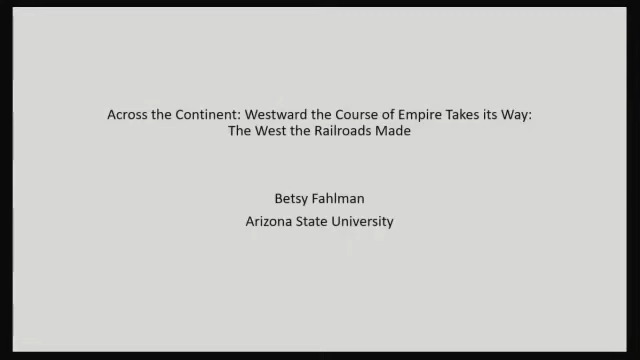 Across the Continent: Westward the Course of Empire Takes its Way:
The West the Railroads Made
Betsy Fahlman
Arizona State University